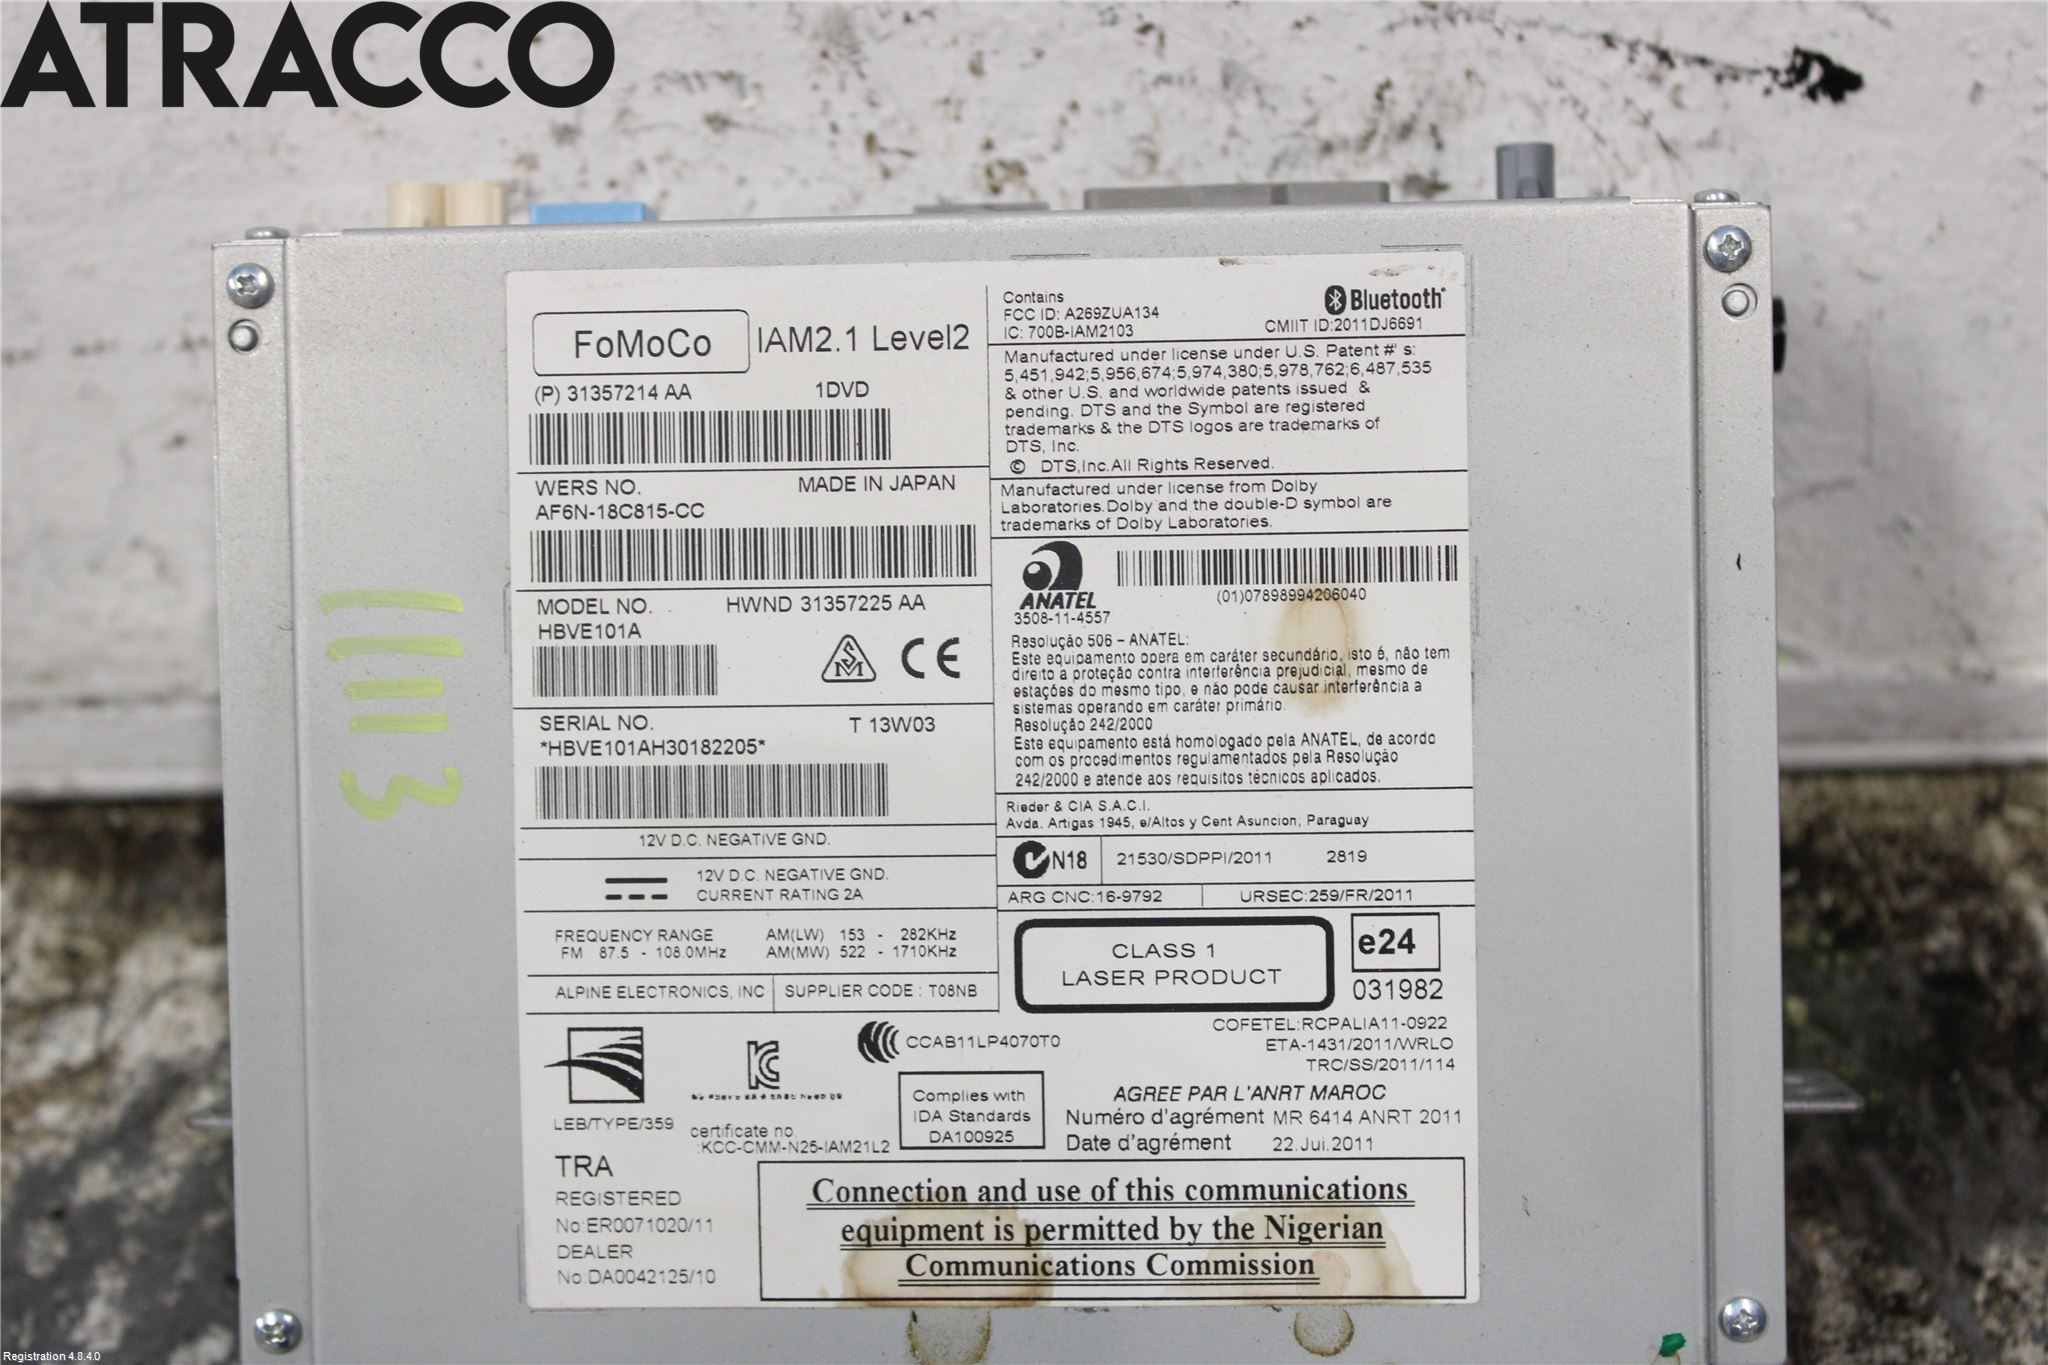 ATRACCO
FoMoCo
IAM2.1 Level2
(P) 31357214 AA 1DVD
WERS NO. MADE IN JAPAN
AF6N-18C815-CC
MODEL NO. HWND 31357225 AA
HBVE101A
SM
CE
SERIAL NO. T 13W03
*HBVE101AH30182205*
12V D.C. NEGATIVE GND.
12V D.C. NEGATIVE GND.
CURRENT RATING 2A
FREQUENCY RANGE AM(LW) 153 - 282KHz
FM 87.5 - 108.0MHz AM(MW) 522 - 1710KHz
ALPINE ELECTRONICS, INC SUPPLIER CODE : T08NB
Contains
FCC ID: A269ZUA134
IC: 700B-IAM2103
Bluetooth®
CMIIT ID:2011DJ6691
Manufactured under license under U.S. Patent #' s:
5,451,942;5,956,674;5,974,380;5,978,762;6,487,535
& other U.S. and worldwide patents issued &
pending. DTS and the Symbol are registered
trademarks & the DTS logos are trademarks of
DTS, Inc.
© DTS,Inc.All Rights Reserved.
Manufactured under license from Dolby
Laboratories.Dolby and the double-D symbol are
trademarks of Dolby Laboratories.
ANATEL
3508-11-4557
(01)07898994206040
Resolução 506 – ANATEL:
Este equipamento opera em caráter secundário, isto é, não tem
direito a proteção contra interferência prejudicial, mesmo de
estações do mesmo tipo, e não pode causar interferência a
sistemas operando em caráter primário.
Resolução 242/2000
Este equipamento está homologado pela ANATEL, de acordo
com os procedimentos regulamentados pela Resolução
242/2000 e atende aos requisitos técnicos aplicados.
Rieder & CIA S.A.C.I.
Avda. Artigas 1945, e/Altos y Cent Asuncion, Paraguay
N18 21530/SDPPI/2011 2819
ARG CNC:16-9792 URSEC:259/FR/2011
CLASS 1
LASER PRODUCT
e24
031982
COFETEL:RCPALIA11-0922
ETA-1431/2011/WRLO
TRC/SS/2011/114
LEB/TYPE/359
KC
certificate no.
:KCC-CMM-N25-IAM21L2
CCAB11LP4070T0
Complies with
IDA Standards
DA100925
AGREE PAR L'ANRT MAROC
Numéro d'agrément MR 6414 ANRT 2011
Date d'agrément 22.Jui.2011
TRA
REGISTERED
No:ER0071020/11
DEALER
No:DA0042125/10
Connection and use of this communications
equipment is permitted by the Nigerian
Communications Commission
Registration 4.8.4.0